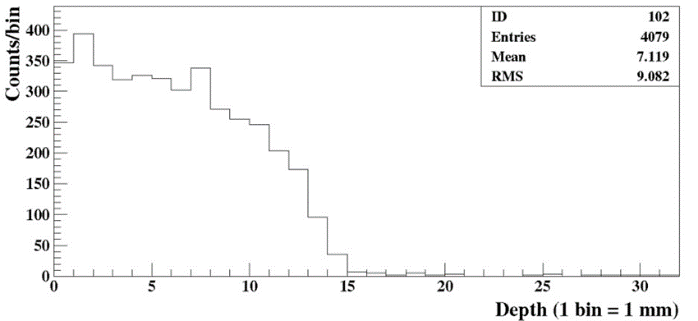 Counts/bin
400
350
300
250
200
150
100
50
0
ID 102
Entries 4079
Mean 7.119
RMS 9.082
0 5 10 15 20 25 30
Depth (1 bin = 1 mm)